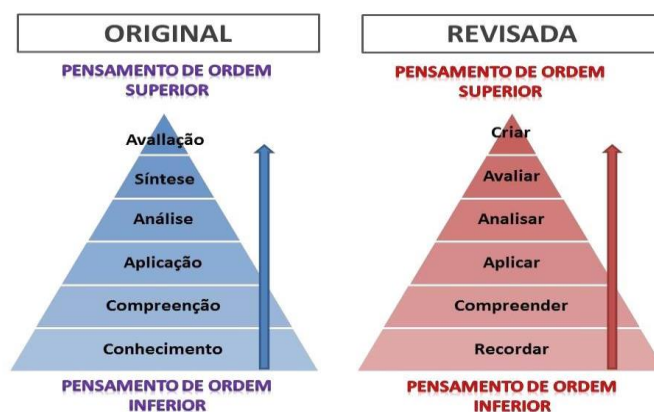 ORIGINAL
PENSAMENTO DE ORDEM
SUPERIOR
Avallação
Síntese
Análise
Aplicação
Compreenção
Conhecimento
PENSAMENTO DE ORDEM
INFERIOR
REVISADA
PENSAMENTO DE ORDEM
SUPERIOR
Criar
Avaliar
Analisar
Aplicar
Compreender
Recordar
PENSAMENTO DE ORDEM
INFERIOR